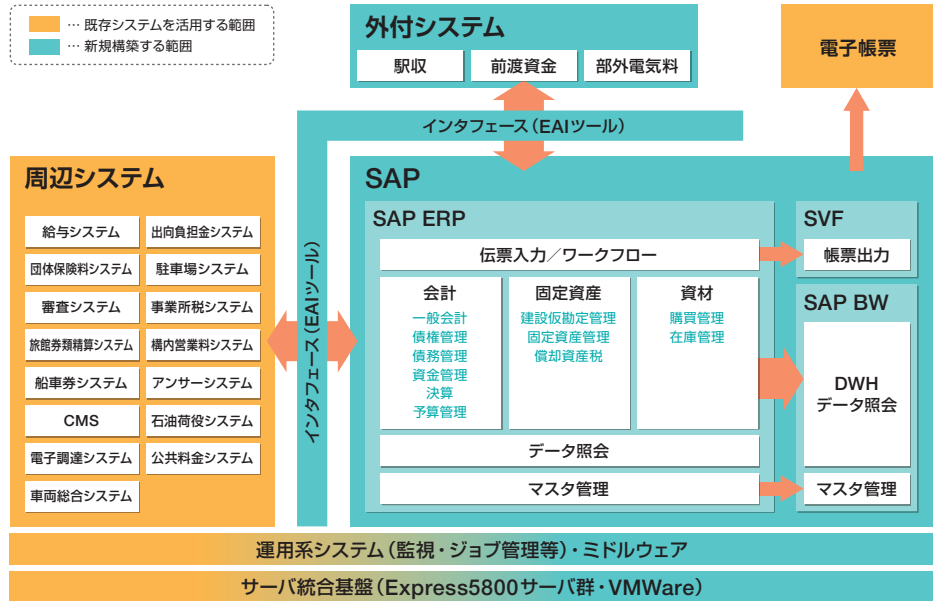 … 既存システムを活用する範囲
… 新規構築する範囲
外付システム
駅収
前渡資金
部外電気料
電子帳票
インタフェース（EAIツール）
周辺システム
給与システム
出向負担金システム
団体保険料システム
駐車場システム
審査システム
事業所税システム
旅館券類精算システム
構内営業料システム
船車券システム
アンサーシステム
CMS
石油荷役システム
電子調達システム
公共料金システム
車両総合システム
インタフェース（EAIツール）
SAP
SAP ERP
伝票入力／ワークフロー
会計
一般会計
債権管理
債務管理
資金管理
決算
予算管理
固定資産
建設仮勘定管理
固定資産管理
償却資産税
資材
購買管理
在庫管理
データ照会
マスタ管理
SVF
帳票出力
SAP BW
DWH
データ照会
マスタ管理
運用系システム（監視・ジョブ管理等）・ミドルウェア
サーバ統合基盤（Express5800サーバ群・VMWare）